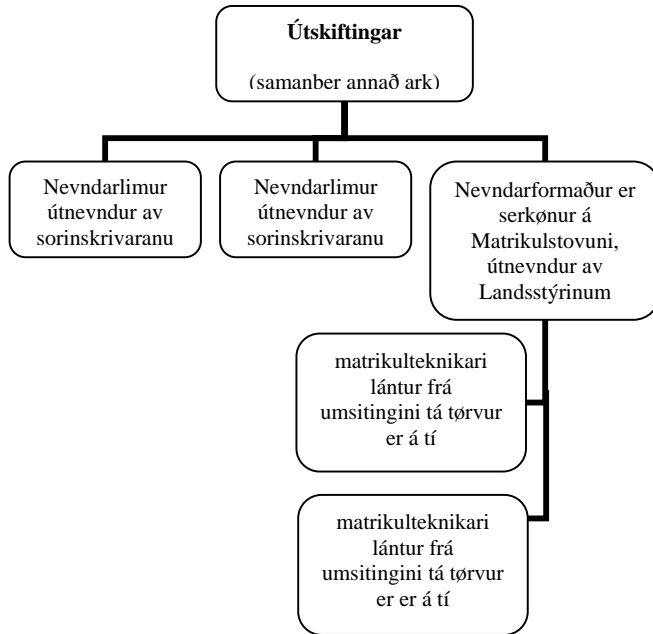 Útskiftingar
(samanber annað ark)
Nevndarlimur
útnevndur av
sorinskrivaranu
Nevndarlimur
útnevndur av
sorinskrivaranu
Nevndarformaður er
serkønur á
Matrikulstovuni,
útnevndur av
Landsstýrinum
matrikulteknikari
lántur frá
umsitingini tá tørvur
er á tí
matrikulteknikari
lántur frá
umsitingini tá tørvur
er er á tí